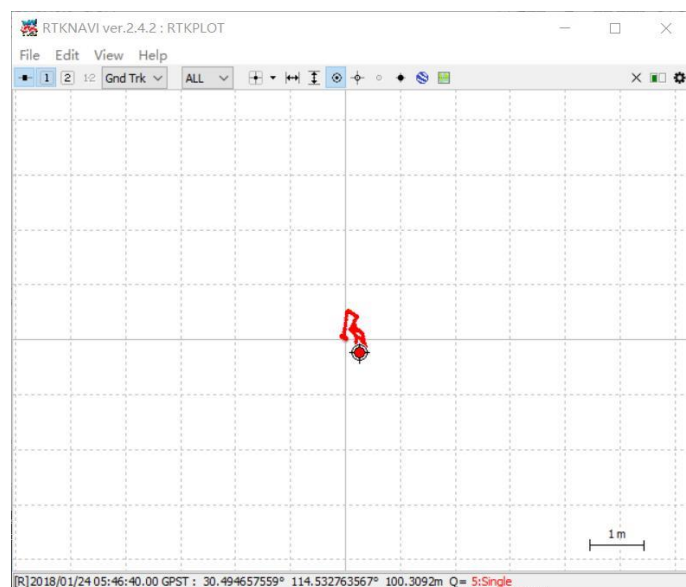 RTKNAVI ver.2.4.2 : RTKPLOT
File Edit View Help
1 2 1-2 Gnd Trk ALL
1 m
[R]2018/01/24 05:46:40.00 GPST : 30.494657559° 114.532763567° 100.3092m Q= 5:Single